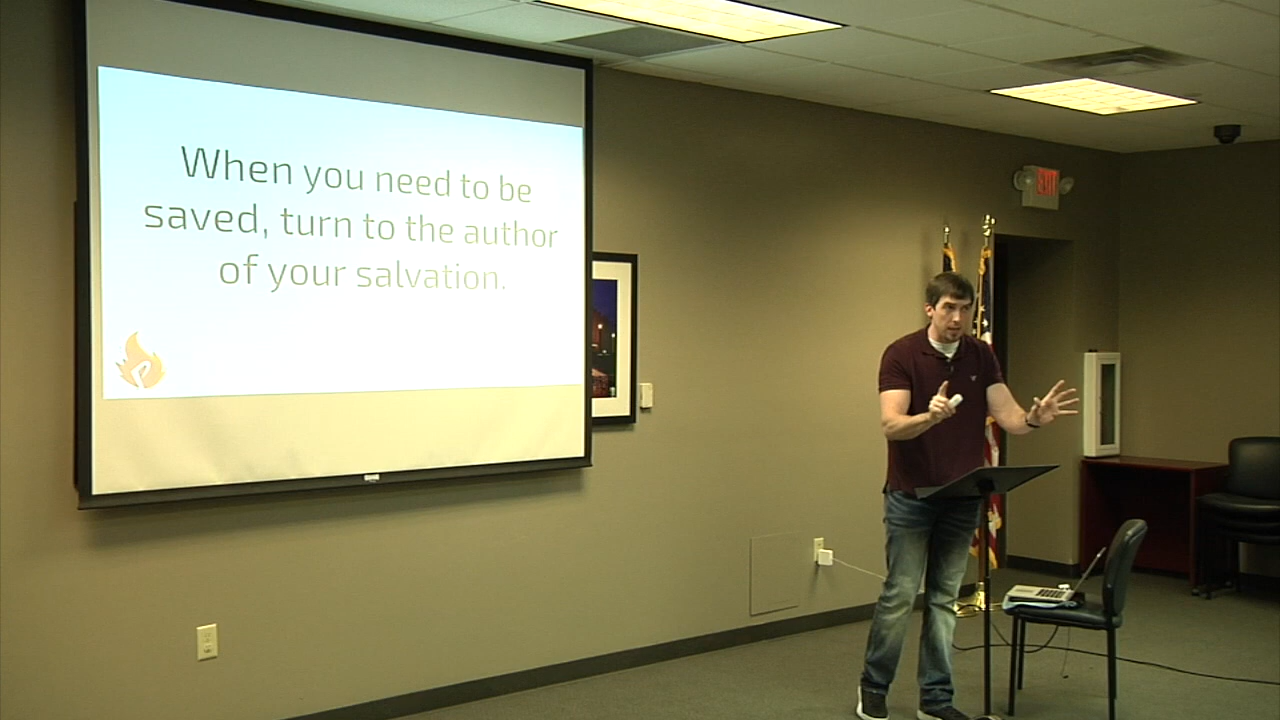 When you need to be
saved, turn to the author
of your salvation.
P
EXIT